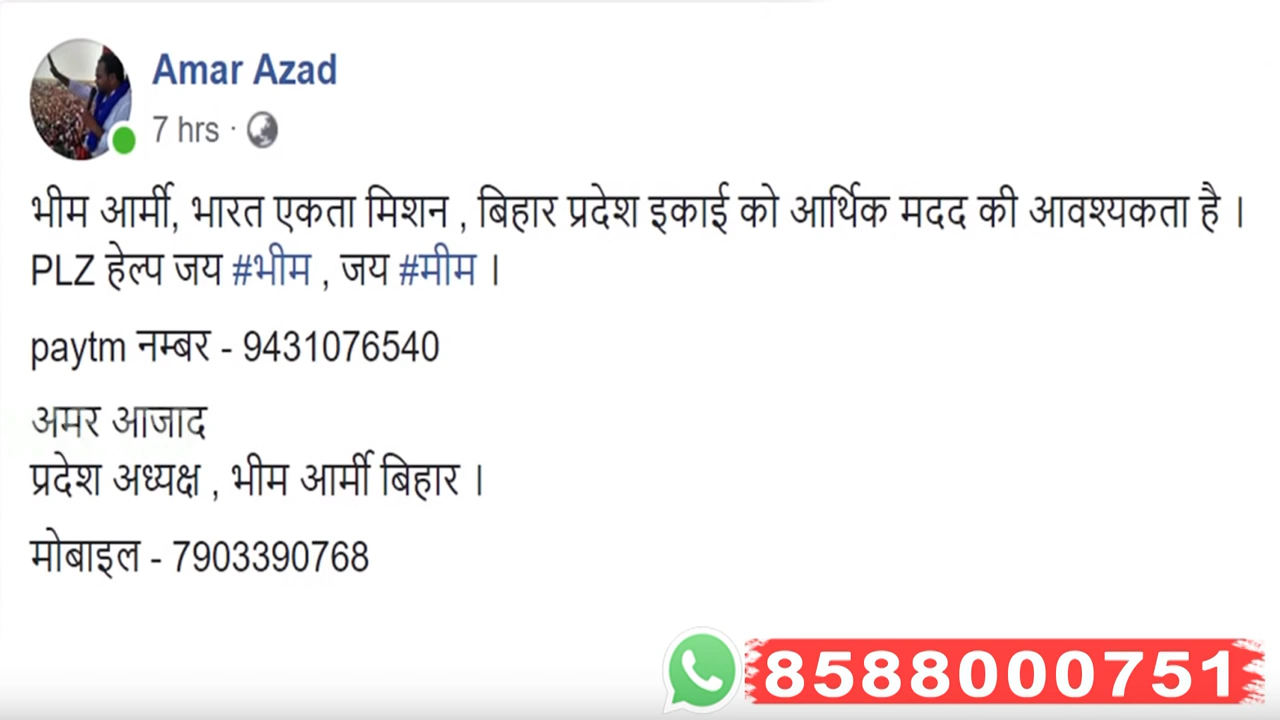 Amar Azad
7 hrs ·
भीम आर्मी, भारत एकता मिशन , बिहार प्रदेश इकाई को आर्थिक मदद की आवश्यकता है ।
PLZ हेल्प जय #भीम , जय #मीम ।
paytm नम्बर - 9431076540
अमर आजाद
प्रदेश अध्यक्ष , भीम आर्मी बिहार ।
मोबाइल - 7903390768
8588000751